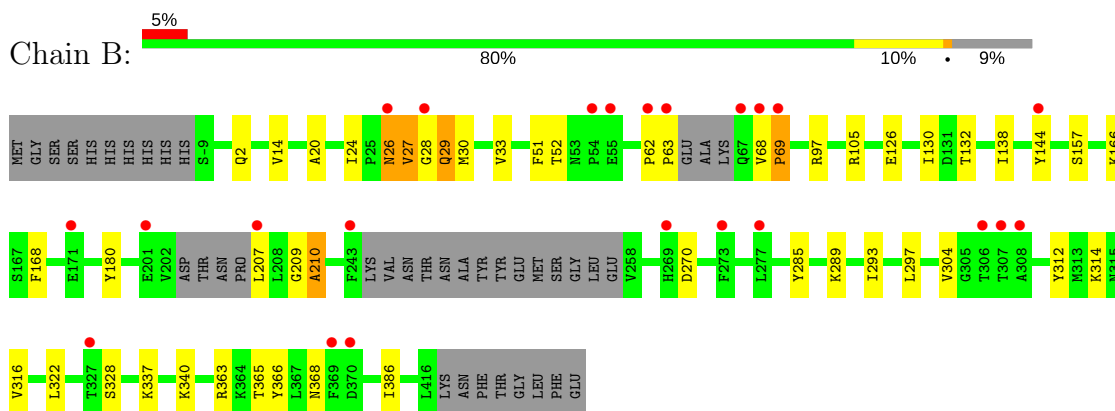 5%
Chain B:
80% 10% • 9%
MET GLY SER SER HIS HIS HIS HIS HIS HIS S-9 Q2 V14 A20 I24 P25 N26 V27 G28 Q29 M30 V33 F51 T52 N53 P54 E55 P62 P63 GLU ALA LYS Q67 V68 P69 R97 R105 E126 I130 D131 T132 I138 Y144 S157 K166
S167 F168 E171 Y180 E201 V202 ASP THR ASN PRO L207 L208 G209 A210 F243 LYS VAL ASN THR ASN ALA TYR TYR GLU MET SER GLY LEU GLU V258 H269 D270 F273 L277 Y285 K289 I293 L297 V304 G305 T306 T307 A308 Y312 M313 K314 N315
V316 L322 T327 S328 K337 K340 R363 K364 T365 Y366 L367 N368 F369 D370 I386 L416 LYS ASN PHE THR GLY LEU PHE GLU